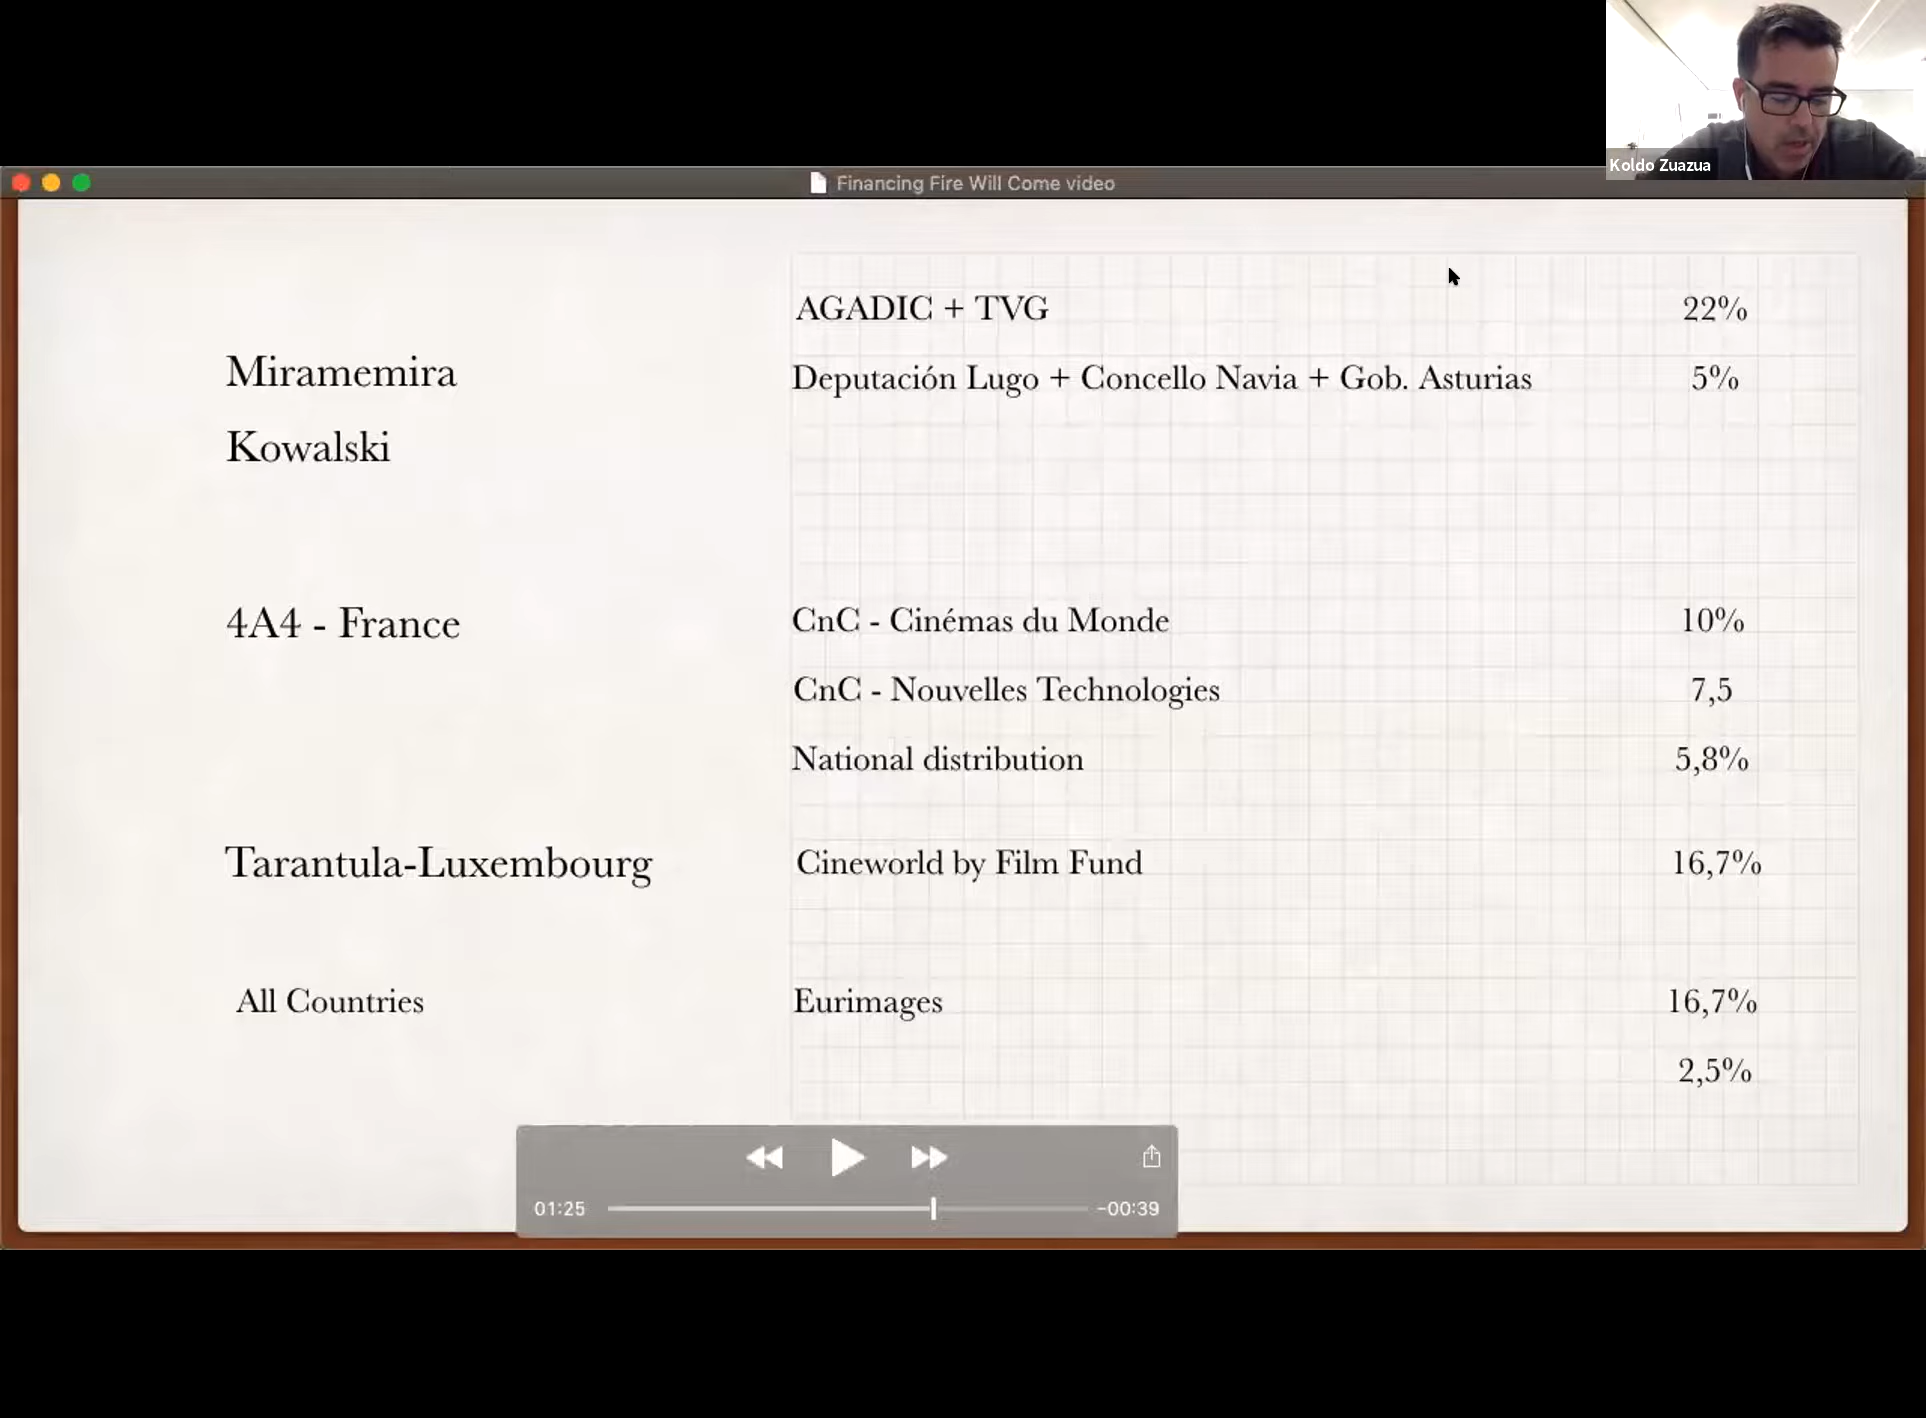 Koldo Zuazua
Financing Fire Will Come video
AGADIC + TVG 22%
Miramemira
Deputación Lugo + Concello Navia + Gob. Asturias 5%
Kowalski
4A4 - France
CnC - Cinémas du Monde 10%
CnC - Nouvelles Technologies 7,5
National distribution 5,8%
Tarantula-Luxembourg
Cineworld by Film Fund 16,7%
All Countries
Eurimages 16,7%
2,5%
01:25 -00:39